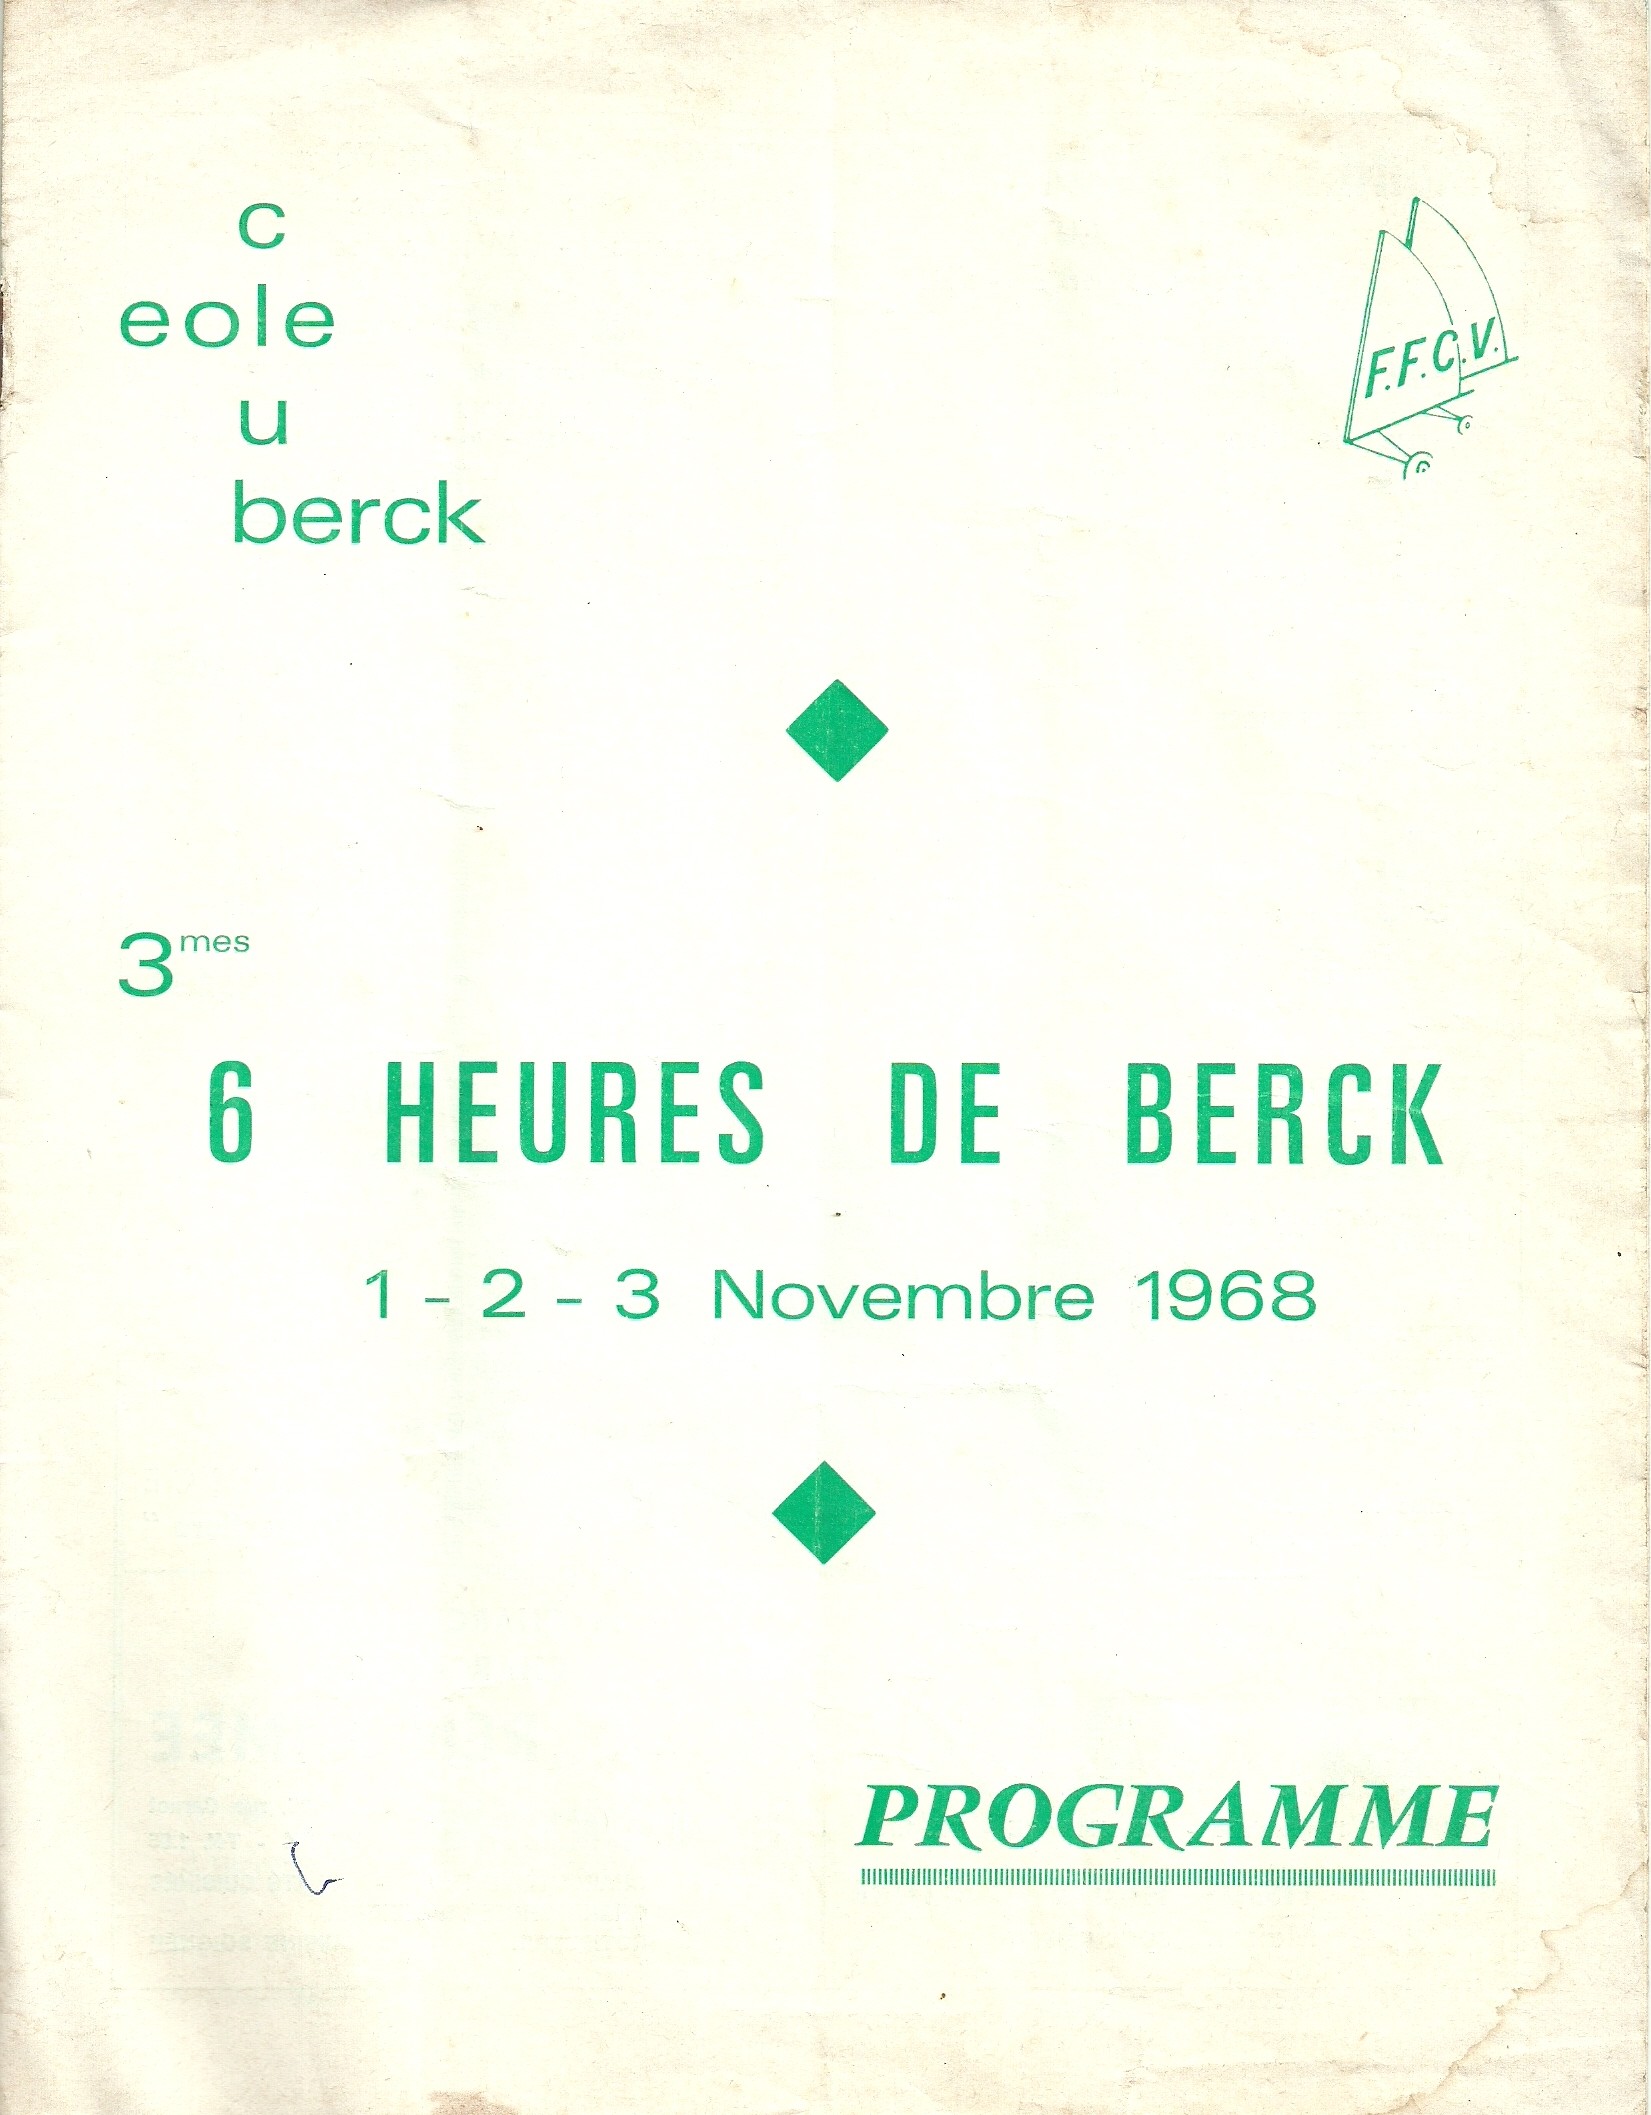 c
eole
u
berck
F.F.C.V.
3mes
6 HEURES DE BERCK
1 - 2 - 3 Novembre 1968
PROGRAMME